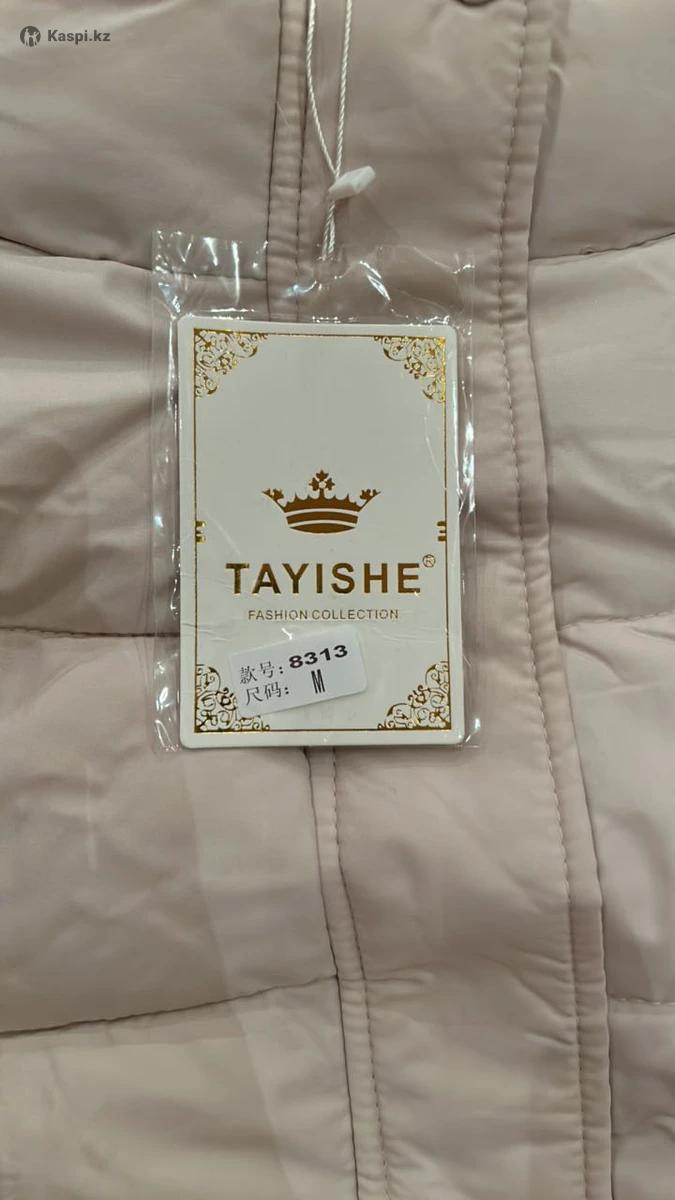 Kaspi.kz
TAYISHE®
FASHION COLLECTION
款号: 8313
尺码: M